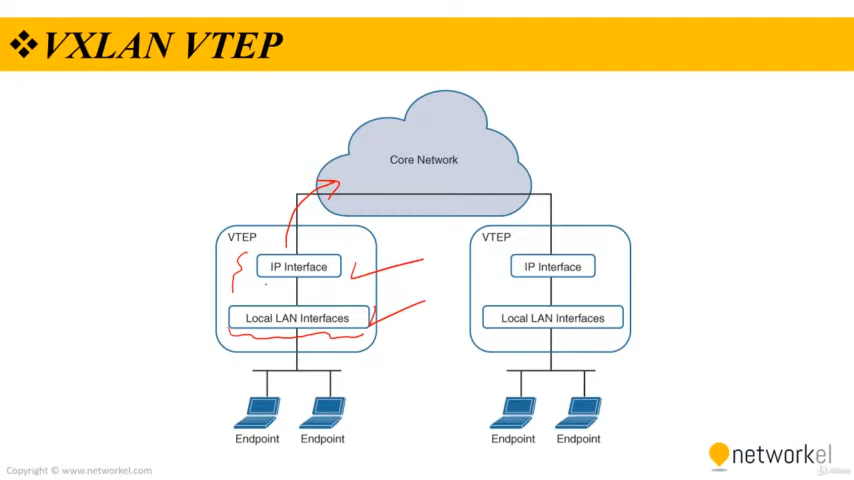 ❖VXLAN VTEP
Core Network
VTEP
IP Interface
Local LAN Interfaces
Endpoint Endpoint
VTEP
IP Interface
Local LAN Interfaces
Endpoint Endpoint
networkel
Copyright © www.networkel.com